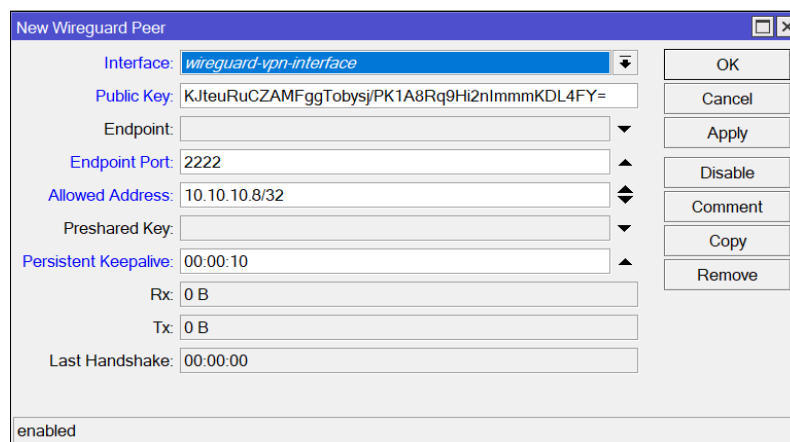 New Wireguard Peer
Interface: wireguard-vpn-interface
Public Key: KJteuRuCZAMFggTobysj/PK1A8Rq9Hi2nImmmKDL4FY=
Endpoint:
Endpoint Port: 2222
Allowed Address: 10.10.10.8/32
Preshared Key:
Persistent Keepalive: 00:00:10
Rx: 0 B
Tx: 0 B
Last Handshake: 00:00:00
OK
Cancel
Apply
Disable
Comment
Copy
Remove
enabled